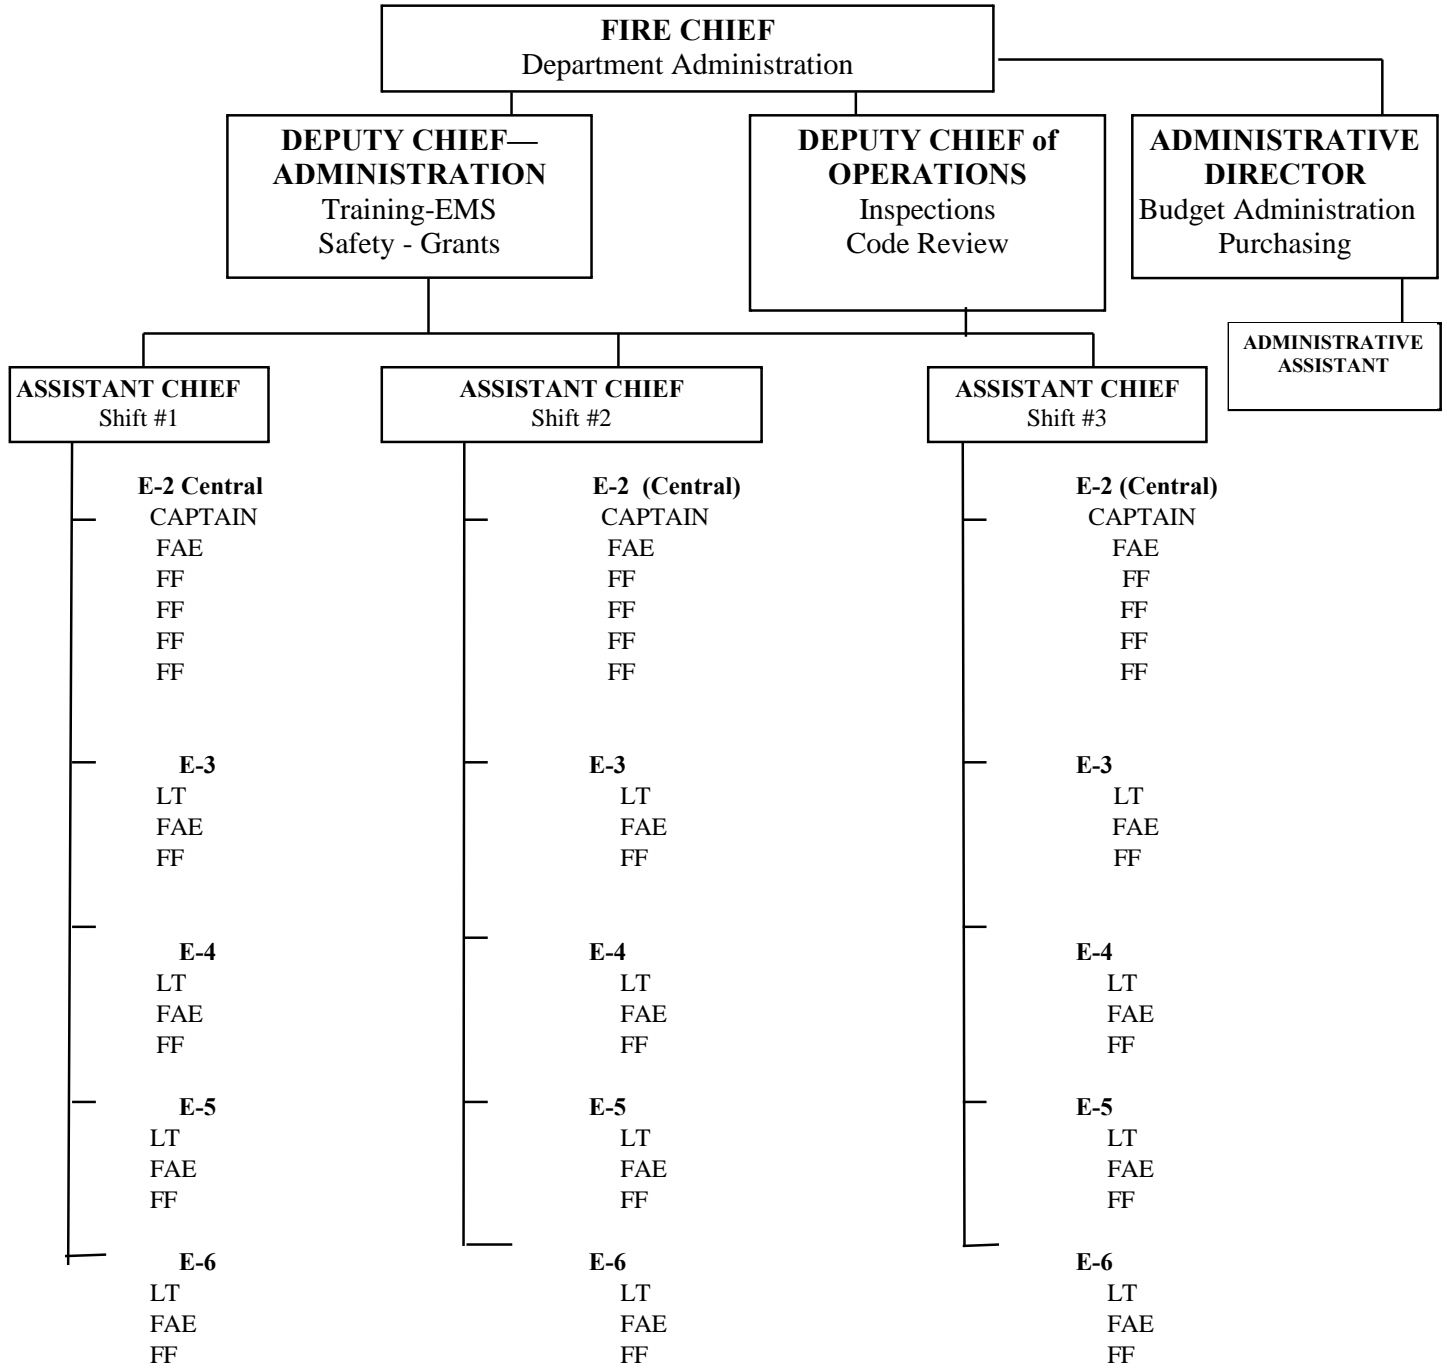 FIRE CHIEF
Department Administration
DEPUTY CHIEF—
ADMINISTRATION
Training-EMS
Safety - Grants
DEPUTY CHIEF of
OPERATIONS
Inspections
Code Review
ADMINISTRATIVE
DIRECTOR
Budget Administration
Purchasing
ADMINISTRATIVE
ASSISTANT
ASSISTANT CHIEF
Shift #1
E-2 Central
CAPTAIN
FAE
FF
FF
FF
FF
E-3
LT
FAE
FF
E-4
LT
FAE
FF
E-5
LT
FAE
FF
E-6
LT
FAE
FF
ASSISTANT CHIEF
Shift #2
E-2 (Central)
CAPTAIN
FAE
FF
FF
FF
FF
E-3
LT
FAE
FF
E-4
LT
FAE
FF
E-5
LT
FAE
FF
E-6
LT
FAE
FF
ASSISTANT CHIEF
Shift #3
E-2 (Central)
CAPTAIN
FAE
FF
FF
FF
FF
E-3
LT
FAE
FF
E-4
LT
FAE
FF
E-5
LT
FAE
FF
E-6
LT
FAE
FF